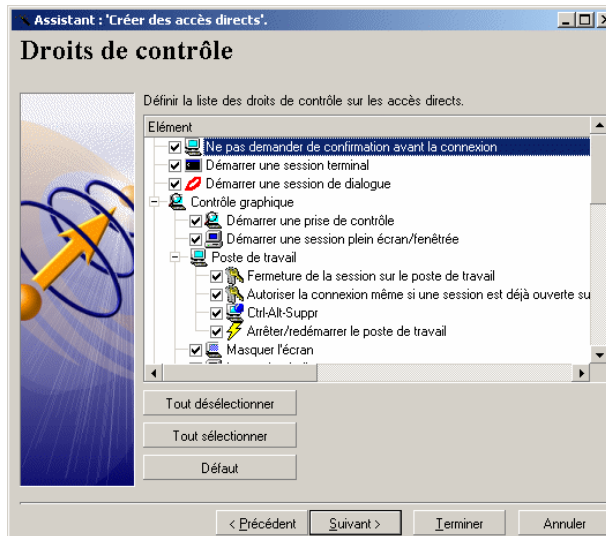 Assistant : 'Créer des accès directs'.
Droits de contrôle
Définir la liste des droits de contrôle sur les accès directs.
Elément
Ne pas demander de confirmation avant la connexion
Démarrer une session terminal
Démarrer une session de dialogue
Contrôle graphique
Démarrer une prise de contrôle
Démarrer une session plein écran/fenêtrée
Poste de travail
Fermeture de la session sur le poste de travail
Autoriser la connexion même si une session est déjà ouverte su
Ctrl-Alt-Suppr
Arrêter/redémarrer le poste de travail
Masquer l'écran
Tout désélectionner
Tout sélectionner
Défaut
< Précédent
Suivant >
Terminer
Annuler